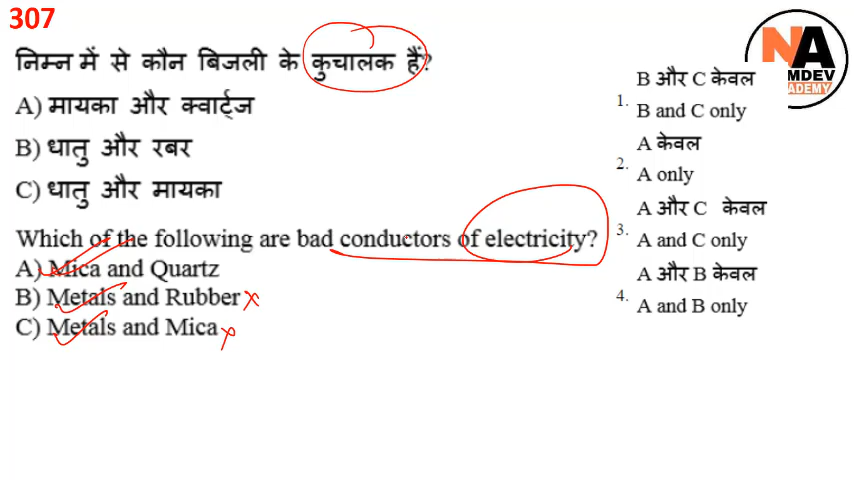 307
निम्न में से कौन बिजली के कुचालक हैं?
A) मायका और क्वार्ट्ज
B) धातु और रबर
C) धातु और मायका
Which of the following are bad conductors of electricity?
A) Mica and Quartz
B) Metals and Rubber
C) Metals and Mica
NA
MDEV
ADEMY
1. B और C केवल
B and C only
2. A केवल
A only
3. A और C केवल
A and C only
4. A और B केवल
A and B only